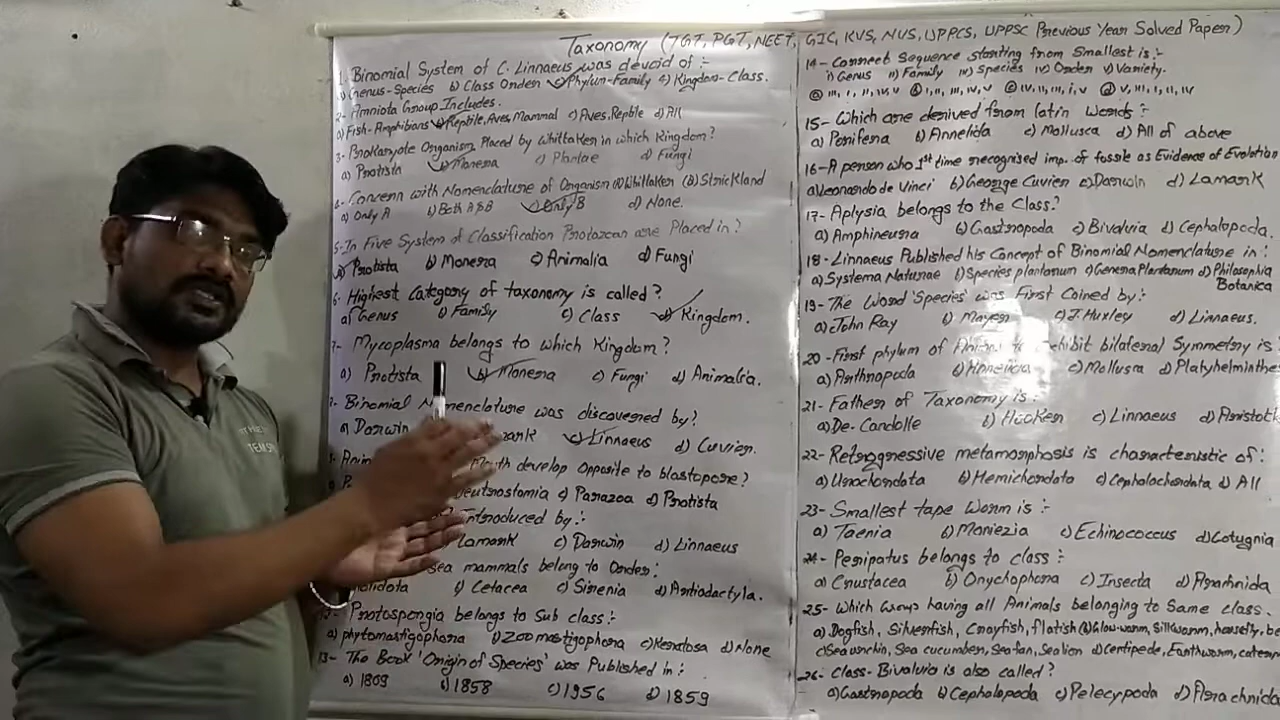 Taxonomy (TGT, PGT, NEET, GIC, KVS, NVS, UPPCS, UPPSC Previous Year Solved Paper)
1. Binomial System of C. Linnaeus was devoid of :-
a) Genus-Species b) Class Order c) Phylum-Family 4) Kingdom-Class.
2- Amniota Group Includes.
a) Fish-Amphibians b) Reptile, Aves, Mammal c) Aves, Reptile d) All
3- Prokaryote Organism Placed by Whittaker in which Kingdom?
a) Protista b) Monera c) Plantae d) Fungi
Concern with Nomenclature of Organism (A) Whittaker (B) Strickland
a) Only A b) Both A & B c) Only B d) None.
5- In Five System of Classification Protozoan are Placed in?
a) Protista b) Monera c) Animalia d) Fungi
6- Highest Category of taxonomy is called?
a) Genus b) Family c) Class d) Kingdom.
7- Mycoplasma belongs to which Kingdom?
a) Protista b) Monera c) Fungi d) Animalia.
Binomial Nomenclature was discovered by?
a) Darwin c) Linnaeus d) Cuvier.
Mouth develop Opposite to blastopore?
Deutrostomia c) Parazoa d) Protista
Introduced by:-
Lamark c) Darwin d) Linnaeus
Sea mammals belong to Order:
b) Cetacea c) Sirenia d) Artiodactyla.
Protospongia belongs to Sub class:-
a) phytomastigophora b) Zoomastigophora c) Keratosa d) None
13- The Book 'Origin of Species' was Published in:
a) 1809 b) 1858 c) 1956 d) 1859
14- Correct Sequence starting from Smallest is:-
i) Genus ii) Family iii) Species iv) Order v) Variety.
15- Which are derived from latin Words:-
a) Porifera b) Annelida c) Mollusca d) All of above
16- A person who 1st time recognised imp. of fossils as Evidence of Evolution
a) Leonardo de Vinci b) George Cuvier c) Darwin d) Lamark
17- Aplysia belongs to the Class?
a) Amphineura b) Gastropoda c) Bivalvia d) Cephalopoda.
18- Linnaeus Published his Concept of Binomial Nomenclature in:
a) Systema Naturae b) Species plantarum c) Genera Plantarum d) Philosophia
Botanica
19- The Word 'Species' was First Coined by:
a) John Ray b) Mayer c) J. Huxley d) Linnaeus.
20- First phylum of exhibit bilateral Symmetry is
a) Arthropoda b) Annelida c) Mollusca d) Platyhelminthes
21- Father of Taxonomy is:
a) De-Candolle b) Hooker c) Linnaeus d) Aristot
22- Retrogressive metamorphosis is characteristic of:
a) Urochordata b) Hemichordata c) Cephalochordata d) All
23- Smallest tape Worm is:-
a) Taenia b) Moniezia c) Echinococcus d) Cotugnia
24- Peripatus belongs to class:
a) Crustacea b) Onychophora c) Insecta d) Arachnida
25- Which Group having all Animals belonging to Same class.
a) Dogfish, Silverfish, Crayfish, flatish (b) Glow-worm, Silkworm, housefly, be
c) Sea urchin, Sea cucumber, Sea fan, Sea lion d) Centipede, Earthworm, caterp
26- Class-Bivalvia is also called?
a) Gastropoda b) Cephalopoda c) Pelecypoda d) Arachnida